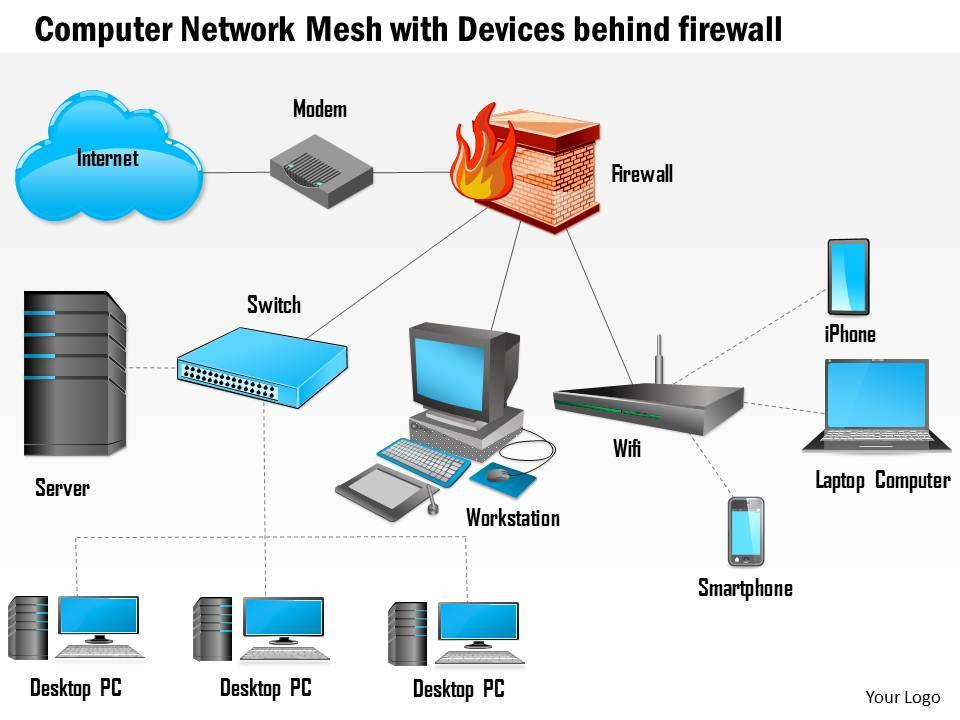 Computer Network Mesh with Devices behind firewall
Modem
Internet
Firewall
Switch
iPhone
Wifi
Laptop Computer
Server
Workstation
Smartphone
Desktop PC
Desktop PC
Desktop PC
Your Logo